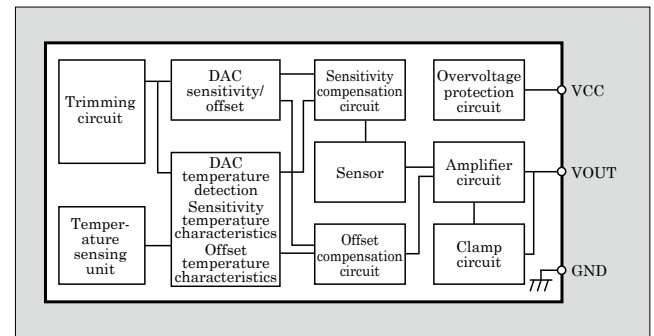 Trimming
circuit
DAC
sensitivity/
offset
Sensitivity
compensation
circuit
Overvoltage
protection
circuit
VCC
DAC
temperature
detection
Sensitivity
temperature
characteristics
Offset
temperature
characteristics
Sensor
Amplifier
circuit
VOUT
Temper-
ature
sensing
unit
Offset
compensation
circuit
Clamp
circuit
GND